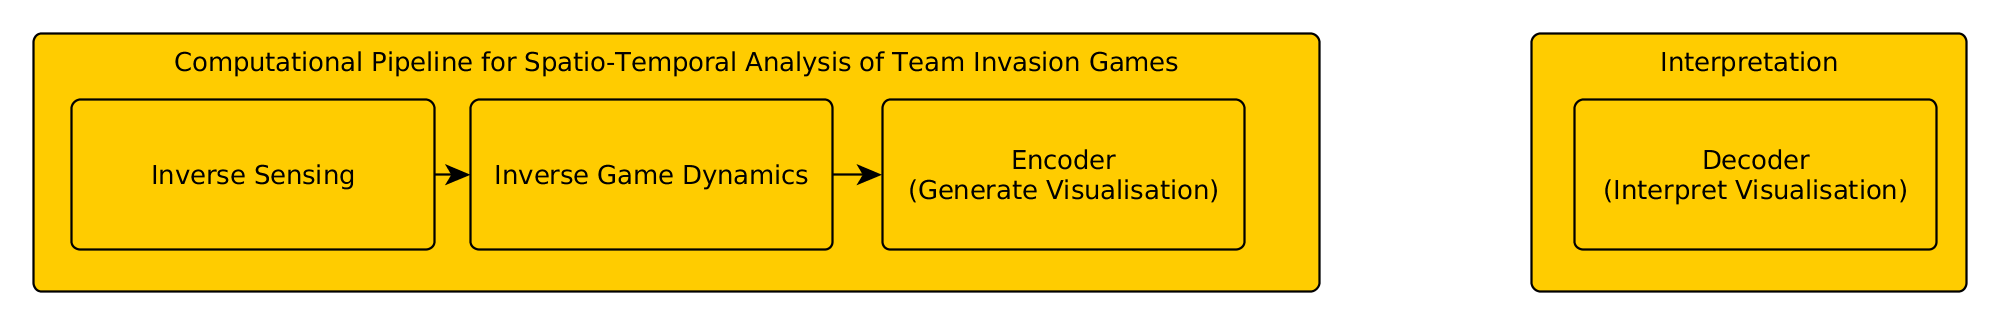 Computational Pipeline for Spatio-Temporal Analysis of Team Invasion Games
Inverse Sensing
Inverse Game Dynamics
Encoder
(Generate Visualisation)
Interpretation
Decoder
(Interpret Visualisation)